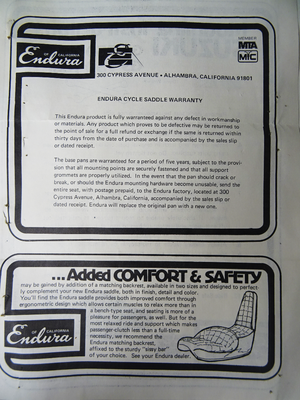 Endura
OF CALIFORNIA
E
MEMBER
MTA
MIC
300 CYPRESS AVENUE • ALHAMBRA, CALIFORNIA 91801
ENDURA CYCLE SADDLE WARRANTY
This Endura product is fully warranted against any defect in workmanship
or materials. Any product which proves to be defective may be returned to
the point of sale for a full refund or exchange if the same is returned within
thirty days from the date of purchase and is accompanied by the sales slip
or dated receipt.
The base pans are warranteed for a period of five years, subject to the provi-
sion that all mounting points are securely fastened and that all support
grommets are properly utilized. In the event that the pan should crack or
break, or should the Endura mounting hardware become unusable, send the
entire seat, with postage prepaid, to the Endura factory, located at 300
Cypress Avenue, Alhambra, California, accompanied by the sales slip or
dated receipt. Endura will replace the original pan with a new one.
...Added COMFORT & SAFETY
may be gained by addition of a matching backrest, available in two sizes and designed to perfect-
ly complement your new Endura saddle, both in finish, detail and color.
You'll find the Endura saddle provides both improved comfort through
ergonometric design which allows certain muscles to relax more than in
a bench-type seat, and seating is more of a
pleasure for passengers, as well. But for the
most relaxed ride and support which makes
passenger-clutch less than a full-time
necessity, we recommend the
Endura matching backrest,
affixed to the sturdy "sissy bar"
of your choice. See your Endura dealer.
OF CALIFORNIA
Endura